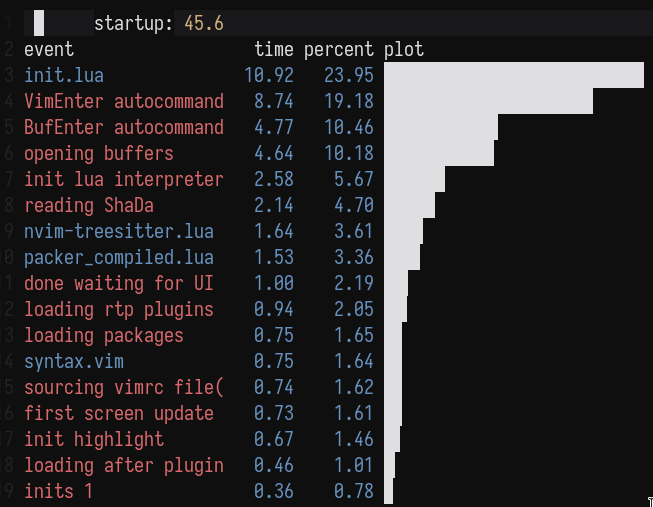 1 startup: 45.6
2 event time percent plot
3 init.lua 10.92 23.95
4 VimEnter autocommand 8.74 19.18
5 BufEnter autocommand 4.77 10.46
6 opening buffers 4.64 10.18
7 init lua interpreter 2.58 5.67
8 reading ShaDa 2.14 4.70
9 nvim-treesitter.lua 1.64 3.61
0 packer_compiled.lua 1.53 3.36
1 done waiting for UI 1.00 2.19
2 loading rtp plugins 0.94 2.05
3 loading packages 0.75 1.65
4 syntax.vim 0.75 1.64
5 sourcing vimrc file( 0.74 1.62
6 first screen update 0.73 1.61
7 init highlight 0.67 1.46
8 loading after plugin 0.46 1.01
9 inits 1 0.36 0.78